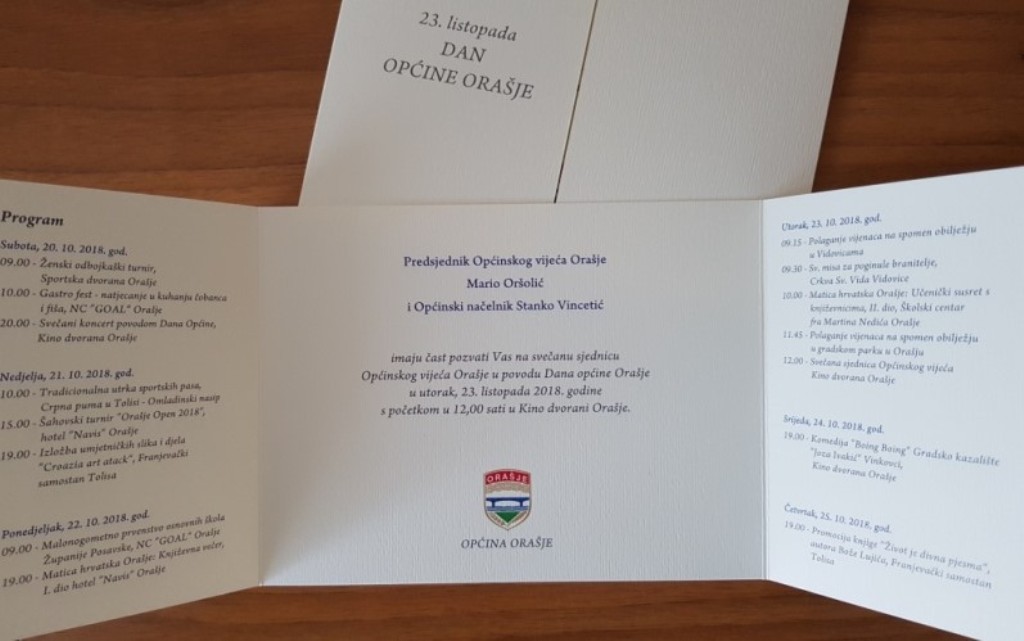 23. listopada
DAN
OPĆINE ORAŠJE
Program
Subota, 20. 10. 2018. god.
09.00 - Ženski odbojkaški turnir,
Sportska dvorana Orašje
10.00 - Gastro fest - natjecanje u kuhanju čobanca
i fiša, NC "GOAL" Orašje
20.00 - Svečani koncert povodom Dana Općine,
Kino dvorana Orašje
Nedjelja, 21. 10. 2018. god.
10.00 - Tradicionalna utrka sportskih pasa,
Crpna puma u Tolisi - Omladinski nasip
15.00 - Šahovski turnir "Orašje Open 2018",
hotel "Navis" Orašje
19.00 - Izložba umjetničkih slika i djela
"Croazia art atack", Franjevački
samostan Tolisa
Ponedjeljak, 22. 10. 2018. god.
09.00 - Malonogometno prvenstvo osnovnih škola
Županije Posavske, NC "GOAL" Orašje
19.00 - Matica hrvatska Orašje: Književna večer,
I. dio hotel "Navis" Orašje
Predsjednik Općinskog vijeća Orašje
Mario Oršolić
i Općinski načelnik Stanko Vincetić
imaju čast pozvati Vas na svečanu sjednicu
Općinskog vijeća Orašje u povodu Dana općine Orašje
u utorak, 23. listopada 2018. godine
s početkom u 12,00 sati u Kino dvorani Orašje.
ORAŠJE
OPĆINA ORAŠJE
Utorak, 23. 10. 2018. god.
09.15 - Polaganje vijenaca na spomen obilježju
u Vidovicama
09.30 - Sv. misa za poginule branitelje,
Crkva Sv. Vida Vidovice
10.00 - Matica hrvatska Orašje: Učenički susret s
književnicima, II. dio, Školski centar
fra Martina Nedića Orašje
11.45 - Polaganje vijenaca na spomen obilježju
u gradskom parku u Orašju
12.00 - Svečana sjednica Općinskog vijeća
Kino dvorana Orašje
Srijeda, 24. 10. 2018. god.
19.00 - Komedija "Boing Boing" Gradsko kazalište
"Joza Ivakić" Vinkovci,
Kino dvorana Orašje
Četvrtak, 25. 10. 2018. god.
19.00 - Promocija knjige "Život je divna pjesma",
autora Bože Lujića, Franjevački samostan
Tolisa